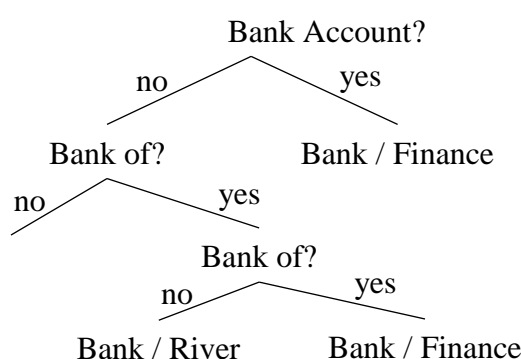 Bank Account?
no yes
Bank of? Bank / Finance
no yes
Bank of?
no yes
Bank / River Bank / Finance